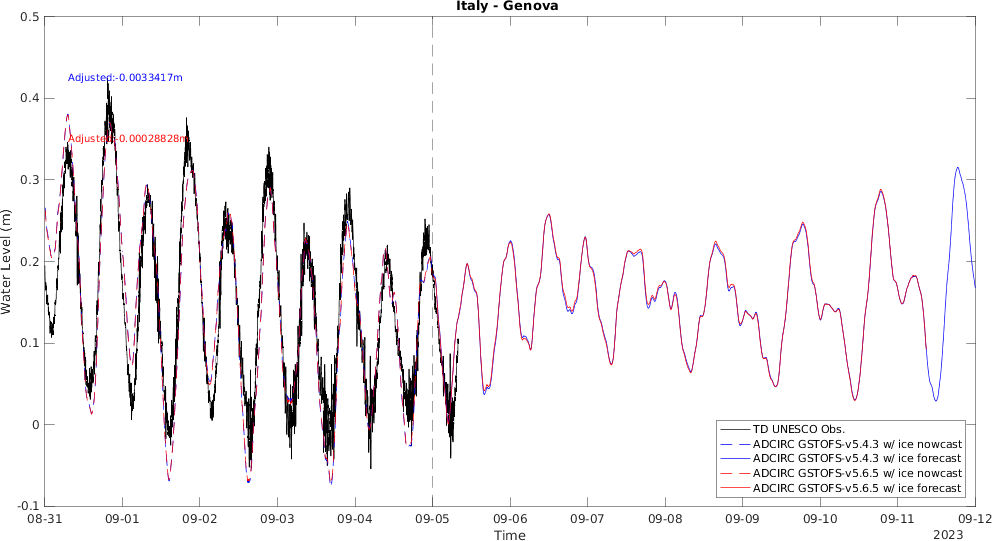 Italy - Genova
0.5
0.4
0.3
0.2
0.1
0
-0.1
Water Level (m)
Adjusted:-0.0033417m
Adjusted:-0.00028828m
TD UNESCO Obs.
ADCIRC GSTOFS-v5.4.3 w/ ice nowcast
ADCIRC GSTOFS-v5.4.3 w/ ice forecast
ADCIRC GSTOFS-v5.6.5 w/ ice nowcast
ADCIRC GSTOFS-v5.6.5 w/ ice forecast
08-31 09-01 09-02 09-03 09-04 09-05 09-06 09-07 09-08 09-09 09-10 09-11 09-12
Time
2023